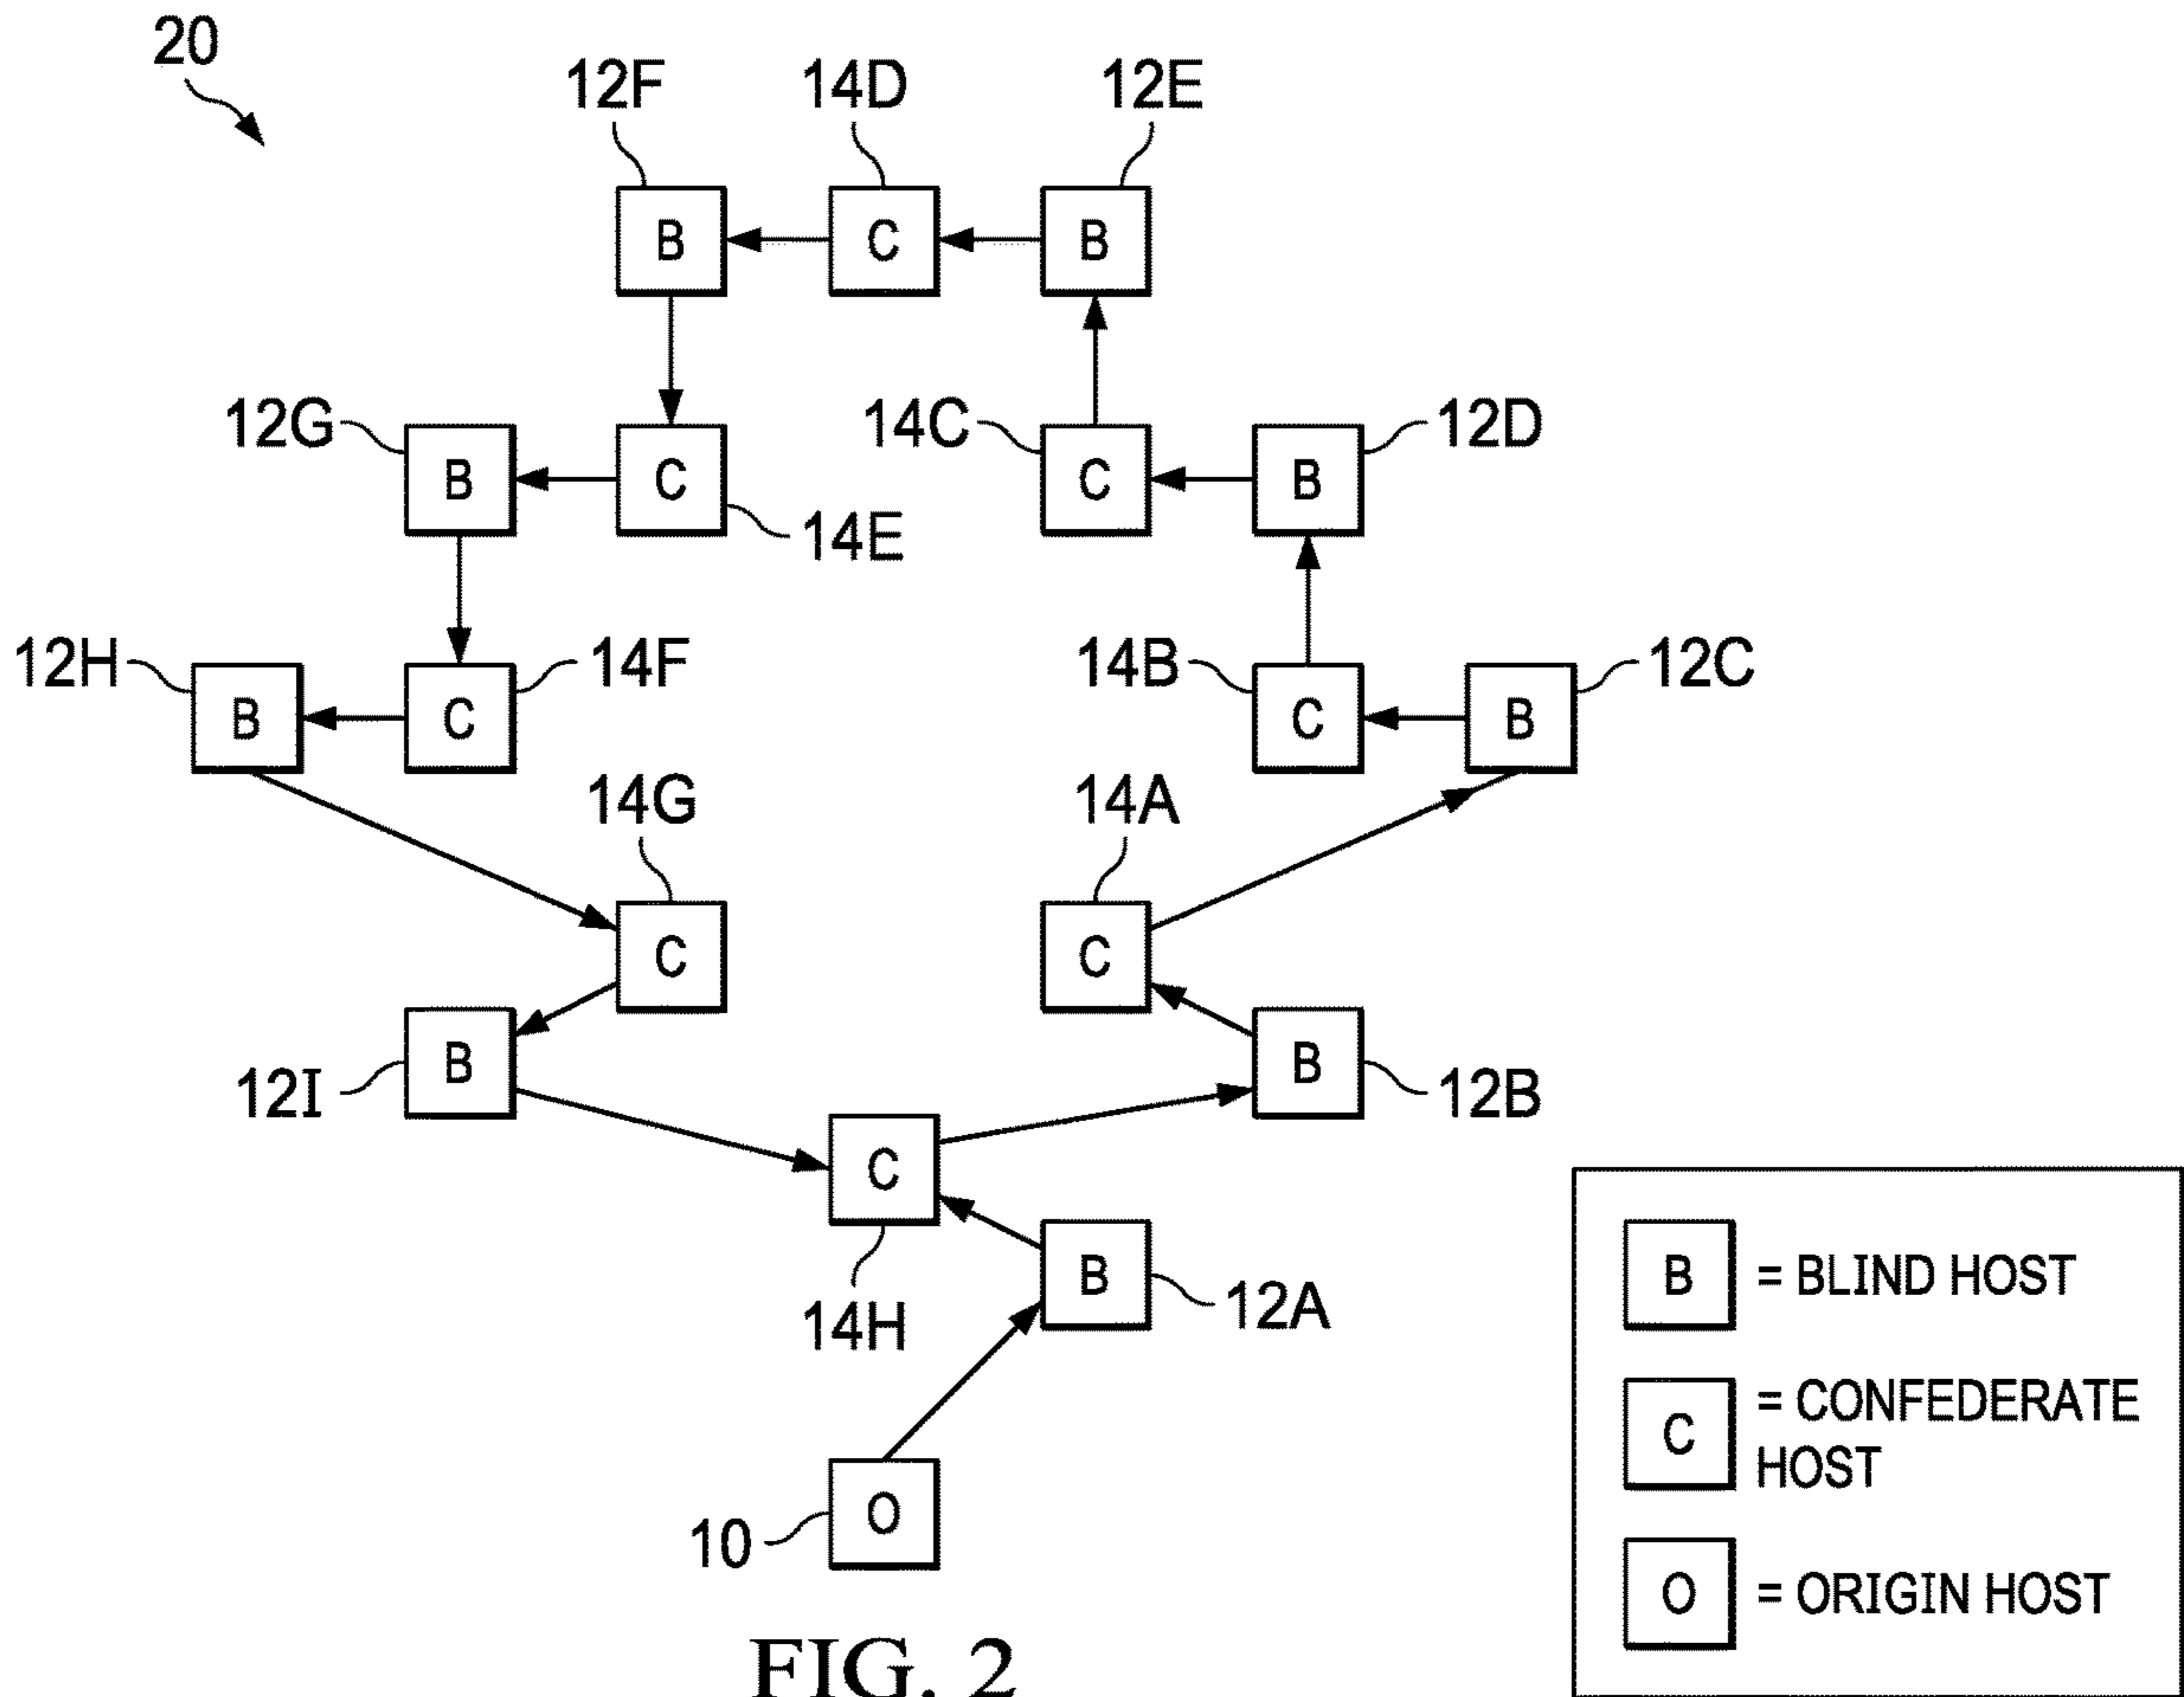 20
12F
14D
12E
B
C
B
12G
14C
12D
B
C
C
B
14E
12H
14F
14B
12C
B
C
C
B
14G
14A
C
C
B
B
12I
12B
C
B
14H
12A
10
O
B = BLIND HOST
C = CONFEDERATE
HOST
O = ORIGIN HOST
FIG. 2